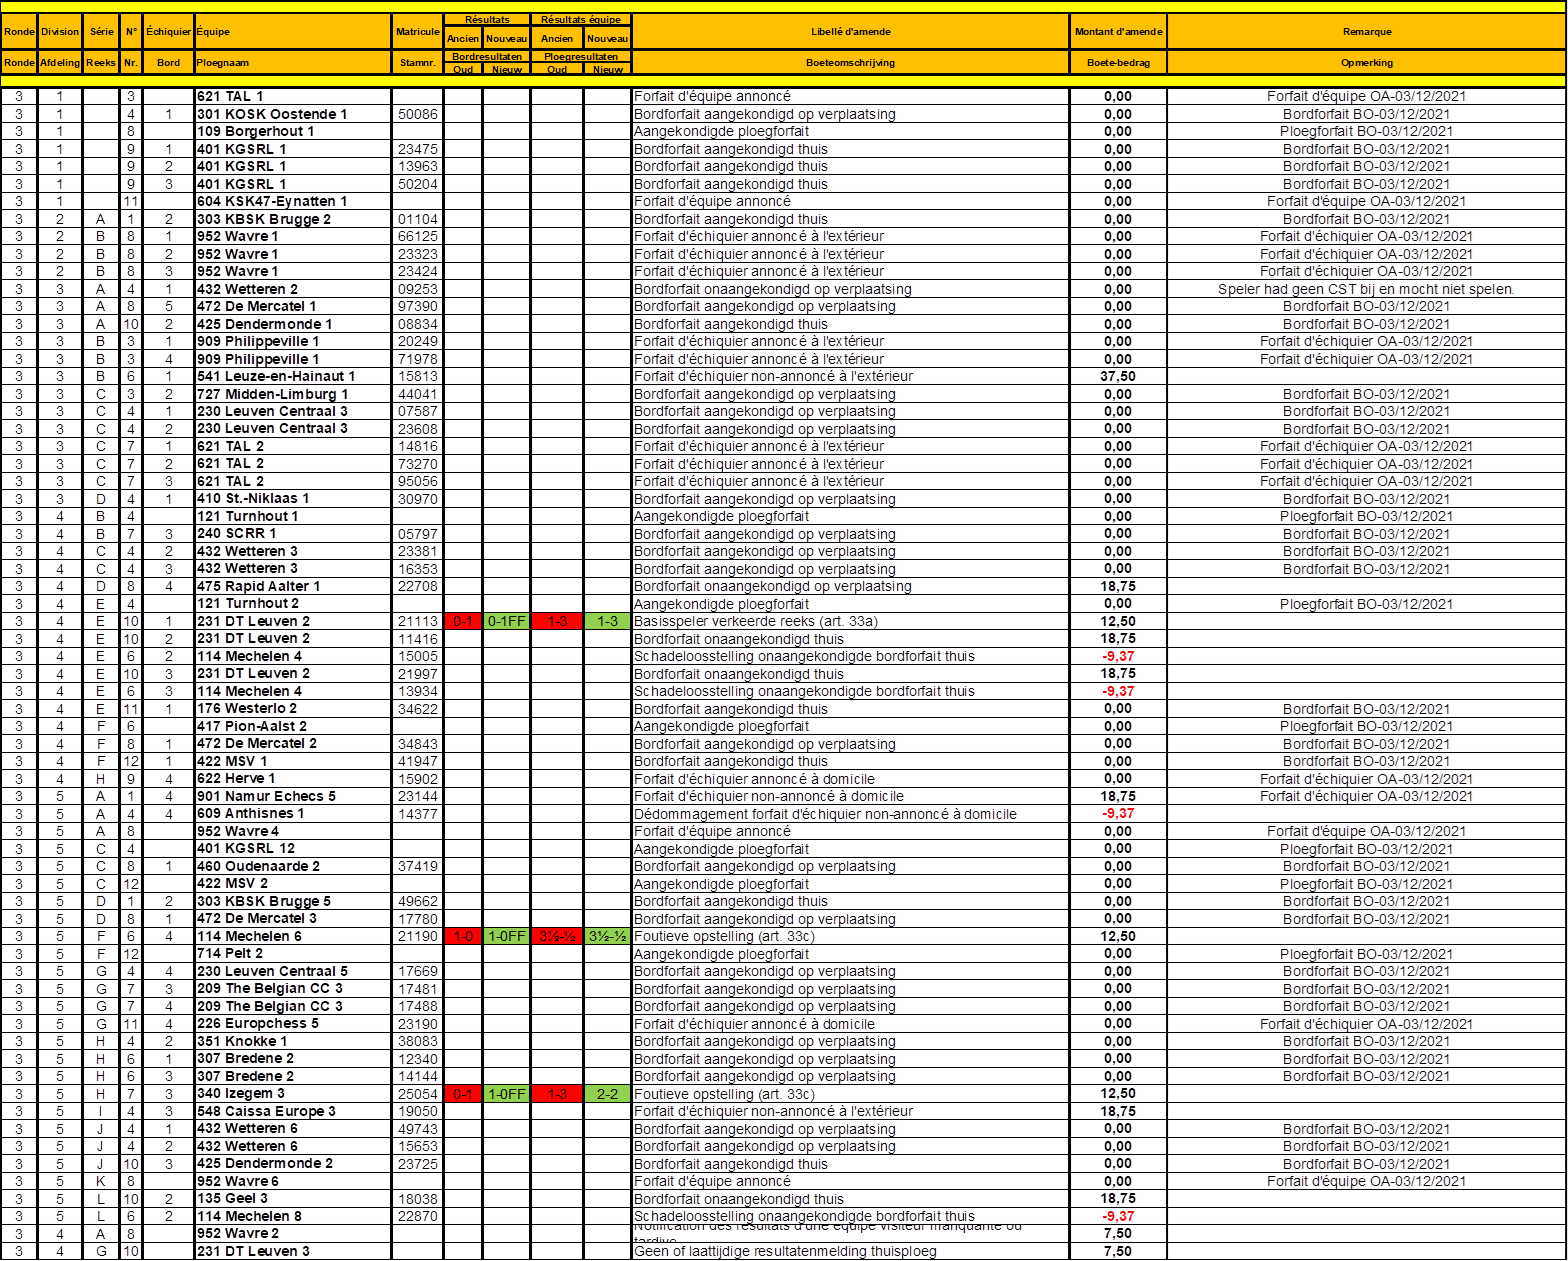 Résultats Résultats équipe
Ronde Division Série N° Échiquier Équipe Matricule Ancien Nouveau Ancien Nouveau Libellé d'amende Montant d'amende Remarque
Bordresultaten Ploegresultaten
Ronde Afdeling Reeks Nr. Bord Ploegnaam Stamnr. Oud Nieuw Oud Nieuw Boeteomschrijving Boete-bedrag Opmerking
3 1 3 621 TAL 1 Forfait d'équipe annoncé 0,00 Forfait d'équipe OA-03/12/2021
3 1 4 1 301 KOSK Oostende 1 50086 Bordforfait aangekondigd op verplaatsing 0,00 Bordforfait BO-03/12/2021
3 1 8 109 Borgerhout 1 Aangekondigde ploegforfait 0,00 Ploegforfait BO-03/12/2021
3 1 9 1 401 KGSRL 1 23475 Bordforfait aangekondigd thuis 0,00 Bordforfait BO-03/12/2021
3 1 9 2 401 KGSRL 1 13963 Bordforfait aangekondigd thuis 0,00 Bordforfait BO-03/12/2021
3 1 9 3 401 KGSRL 1 50204 Bordforfait aangekondigd thuis 0,00 Bordforfait BO-03/12/2021
3 1 11 604 KSK47-Eynatten 1 Forfait d'équipe annoncé 0,00 Forfait d'équipe OA-03/12/2021
3 2 A 1 2 303 KBSK Brugge 2 01104 Bordforfait aangekondigd thuis 0,00 Bordforfait BO-03/12/2021
3 2 B 8 1 952 Wavre 1 66125 Forfait d'échiquier annoncé à l'extérieur 0,00 Forfait d'échiquier OA-03/12/2021
3 2 B 8 2 952 Wavre 1 23323 Forfait d'échiquier annoncé à l'extérieur 0,00 Forfait d'échiquier OA-03/12/2021
3 2 B 8 3 952 Wavre 1 23424 Forfait d'échiquier annoncé à l'extérieur 0,00 Forfait d'échiquier OA-03/12/2021
3 3 A 4 1 432 Wetteren 2 09253 Bordforfait onaangekondigd op verplaatsing 0,00 Speler had geen CST bij en mocht niet spelen.
3 3 A 8 5 472 De Mercatel 1 97390 Bordforfait aangekondigd op verplaatsing 0,00 Bordforfait BO-03/12/2021
3 3 A 10 2 425 Dendermonde 1 08834 Bordforfait aangekondigd thuis 0,00 Bordforfait BO-03/12/2021
3 3 B 3 1 909 Philippeville 1 20249 Forfait d'échiquier annoncé à l'extérieur 0,00 Forfait d'échiquier OA-03/12/2021
3 3 B 3 4 909 Philippeville 1 71978 Forfait d'échiquier annoncé à l'extérieur 0,00 Forfait d'échiquier OA-03/12/2021
3 3 B 6 1 541 Leuze-en-Hainaut 1 15813 Forfait d'échiquier non-annoncé à l'extérieur 37,50
3 3 C 3 2 727 Midden-Limburg 1 44041 Bordforfait aangekondigd op verplaatsing 0,00 Bordforfait BO-03/12/2021
3 3 C 4 1 230 Leuven Centraal 3 07587 Bordforfait aangekondigd op verplaatsing 0,00 Bordforfait BO-03/12/2021
3 3 C 4 2 230 Leuven Centraal 3 23608 Bordforfait aangekondigd op verplaatsing 0,00 Bordforfait BO-03/12/2021
3 3 C 7 1 621 TAL 2 14816 Forfait d'échiquier annoncé à l'extérieur 0,00 Forfait d'échiquier OA-03/12/2021
3 3 C 7 2 621 TAL 2 73270 Forfait d'échiquier annoncé à l'extérieur 0,00 Forfait d'échiquier OA-03/12/2021
3 3 C 7 3 621 TAL 2 95056 Forfait d'échiquier annoncé à l'extérieur 0,00 Forfait d'échiquier OA-03/12/2021
3 3 D 4 1 410 St.-Niklaas 1 30970 Bordforfait aangekondigd op verplaatsing 0,00 Bordforfait BO-03/12/2021
3 4 B 4 121 Turnhout 1 Aangekondigde ploegforfait 0,00 Ploegforfait BO-03/12/2021
3 4 B 7 3 240 SCRR 1 05797 Bordforfait aangekondigd op verplaatsing 0,00 Bordforfait BO-03/12/2021
3 4 C 4 2 432 Wetteren 3 23381 Bordforfait aangekondigd op verplaatsing 0,00 Bordforfait BO-03/12/2021
3 4 C 4 3 432 Wetteren 3 16353 Bordforfait aangekondigd op verplaatsing 0,00 Bordforfait BO-03/12/2021
3 4 D 8 4 475 Rapid Aalter 1 22708 Bordforfait onaangekondigd op verplaatsing 18,75
3 4 E 4 121 Turnhout 2 Aangekondigde ploegforfait 0,00 Ploegforfait BO-03/12/2021
3 4 E 10 1 231 DT Leuven 2 21113 0-1 0-1FF 1-3 1-3 Basisspeler verkeerde reeks (art. 33a) 12,50
3 4 E 10 2 231 DT Leuven 2 11416 Bordforfait onaangekondigd thuis 18,75
3 4 E 6 2 114 Mechelen 4 15005 Schadeloosstelling onaangekondigde bordforfait thuis -9,37
3 4 E 10 3 231 DT Leuven 2 21997 Bordforfait onaangekondigd thuis 18,75
3 4 E 6 3 114 Mechelen 4 13934 Schadeloosstelling onaangekondigde bordforfait thuis -9,37
3 4 E 11 1 176 Westerlo 2 34622 Bordforfait aangekondigd thuis 0,00 Bordforfait BO-03/12/2021
3 4 F 6 417 Pion-Aalst 2 Aangekondigde ploegforfait 0,00 Ploegforfait BO-03/12/2021
3 4 F 8 1 472 De Mercatel 2 34843 Bordforfait aangekondigd op verplaatsing 0,00 Bordforfait BO-03/12/2021
3 4 F 12 1 422 MSV 1 41947 Bordforfait aangekondigd thuis 0,00 Bordforfait BO-03/12/2021
3 4 H 9 4 622 Herve 1 15902 Forfait d'échiquier annoncé à domicile 0,00 Forfait d'échiquier OA-03/12/2021
3 5 A 1 4 901 Namur Echecs 5 23144 Forfait d'échiquier non-annoncé à domicile 18,75 Forfait d'échiquier OA-03/12/2021
3 5 A 4 4 609 Anthisnes 1 14377 Dédommagement forfait d'échiquier non-annoncé à domicile -9,37
3 5 A 8 952 Wavre 4 Forfait d'équipe annoncé 0,00 Forfait d'équipe OA-03/12/2021
3 5 C 4 401 KGSRL 12 Aangekondigde ploegforfait 0,00 Ploegforfait BO-03/12/2021
3 5 C 8 1 460 Oudenaarde 2 37419 Bordforfait aangekondigd op verplaatsing 0,00 Bordforfait BO-03/12/2021
3 5 C 12 422 MSV 2 Aangekondigde ploegforfait 0,00 Ploegforfait BO-03/12/2021
3 5 D 1 2 303 KBSK Brugge 5 49662 Bordforfait aangekondigd thuis 0,00 Bordforfait BO-03/12/2021
3 5 D 8 1 472 De Mercatel 3 17780 Bordforfait aangekondigd op verplaatsing 0,00 Bordforfait BO-03/12/2021
3 5 F 6 4 114 Mechelen 6 21190 1-0 1-0FF 3½-½ 3½-½ Foutieve opstelling (art. 33c) 12,50
3 5 F 12 714 Pelt 2 Aangekondigde ploegforfait 0,00 Ploegforfait BO-03/12/2021
3 5 G 4 4 230 Leuven Centraal 5 17669 Bordforfait aangekondigd op verplaatsing 0,00 Bordforfait BO-03/12/2021
3 5 G 7 3 209 The Belgian CC 3 17481 Bordforfait aangekondigd op verplaatsing 0,00 Bordforfait BO-03/12/2021
3 5 G 7 4 209 The Belgian CC 3 17488 Bordforfait aangekondigd op verplaatsing 0,00 Bordforfait BO-03/12/2021
3 5 G 11 4 226 Europchess 5 23190 Forfait d'échiquier annoncé à domicile 0,00 Forfait d'échiquier OA-03/12/2021
3 5 H 4 2 351 Knokke 1 38083 Bordforfait aangekondigd op verplaatsing 0,00 Bordforfait BO-03/12/2021
3 5 H 6 1 307 Bredene 2 12340 Bordforfait aangekondigd op verplaatsing 0,00 Bordforfait BO-03/12/2021
3 5 H 6 3 307 Bredene 2 14144 Bordforfait aangekondigd op verplaatsing 0,00 Bordforfait BO-03/12/2021
3 5 H 7 3 340 Izegem 3 25054 0-1 1-0FF 1-3 2-2 Foutieve opstelling (art. 33c) 12,50
3 5 I 4 3 548 Caissa Europe 3 19050 Forfait d'échiquier non-annoncé à l'extérieur 18,75
3 5 J 4 1 432 Wetteren 6 49743 Bordforfait aangekondigd op verplaatsing 0,00 Bordforfait BO-03/12/2021
3 5 J 4 2 432 Wetteren 6 15653 Bordforfait aangekondigd op verplaatsing 0,00 Bordforfait BO-03/12/2021
3 5 J 10 3 425 Dendermonde 2 23725 Bordforfait aangekondigd thuis 0,00 Bordforfait BO-03/12/2021
3 5 K 8 952 Wavre 6 Forfait d'équipe annoncé 0,00 Forfait d'équipe OA-03/12/2021
3 5 L 10 2 135 Geel 3 18038 Bordforfait onaangekondigd thuis 18,75
3 5 L 6 2 114 Mechelen 8 22870 Schadeloosstelling onaangekondigde bordforfait thuis -9,37
3 4 A 8 952 Wavre 2 Notification des résultats d'une équipe visiteur manquante ou 7,50
3 4 G 10 231 DT Leuven 3 Geen of laattijdige resultatenmelding thuisploeg 7,50